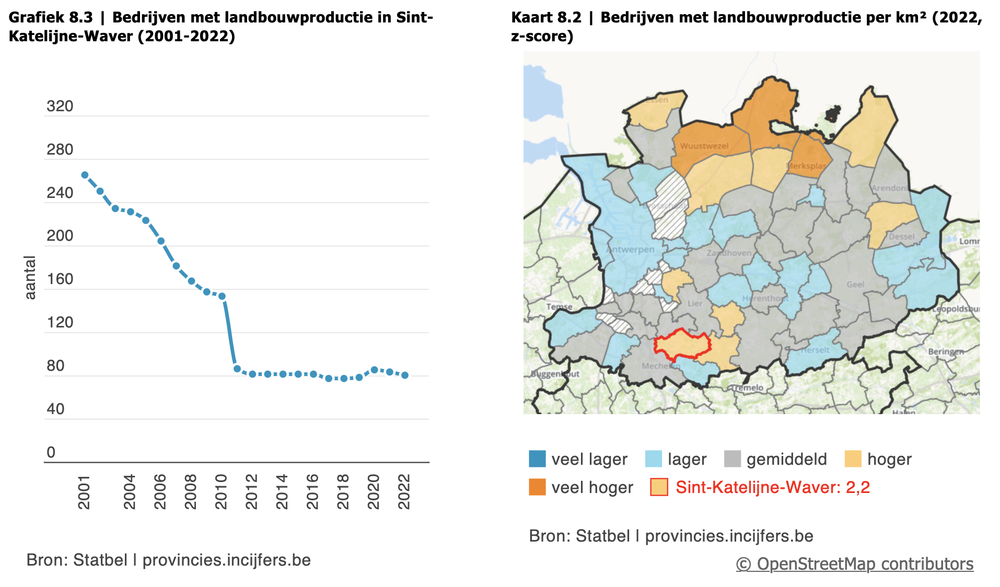 Grafiek 8.3 | Bedrijven met landbouwproductie in Sint-
Katelijne-Waver (2001-2022)
320
280
240
200
160
120
80
40
0
aantal
2001
2004
2006
2008
2010
2012
2014
2016
2018
2020
2022
Bron: Statbel | provincies.incijfers.be
Kaart 8.2 | Bedrijven met landbouwproductie per km² (2022,
z-score)
Essen
Wuustwezel
Merksplas
Arendonk
Brasschaat
Dessel
Lomm
Antwerpen
Zandhoven
Geel
Temse
Lier
Herenthout
Leopoldsbu
Herselt
Beringen
Mechelen
Buggenhout
Tremelo
Halen
veel lager
lager
gemiddeld
hoger
veel hoger
Sint-Katelijne-Waver: 2,2
Bron: Statbel | provincies.incijfers.be
© OpenStreetMap contributors